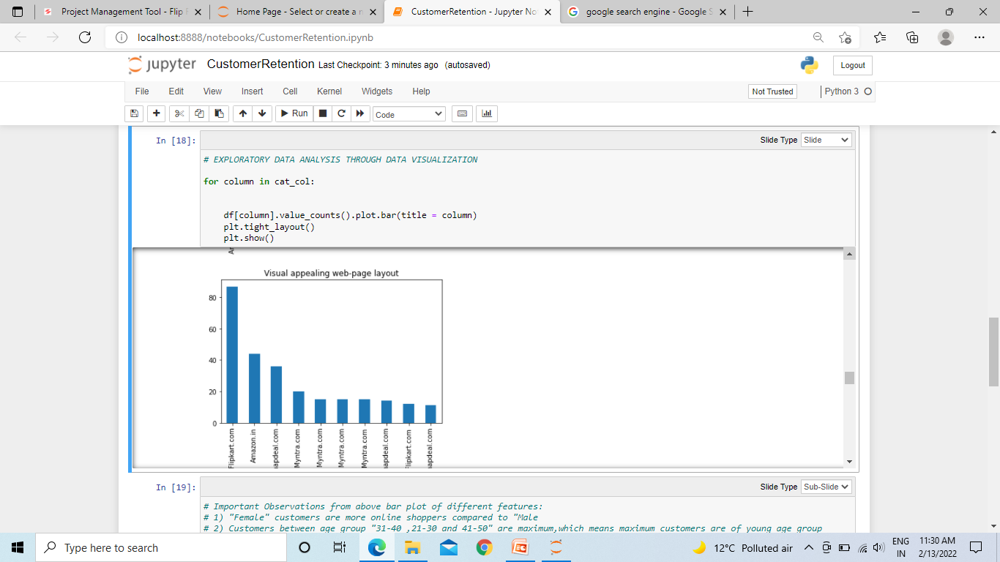 Project Management Tool - Flip
Home Page - Select or create a n
CustomerRetention - Jupyter No
google search engine - Google S
localhost:8888/notebooks/CustomerRetention.ipynb
jupyter CustomerRetention Last Checkpoint: 3 minutes ago (autosaved)
Logout
File Edit View Insert Cell Kernel Widgets Help
Not Trusted
Python 3
Run
Code
In [18]:
Slide Type Slide
# EXPLORATORY DATA ANALYSIS THROUGH DATA VISUALIZATION
for column in cat_col:
df[column].value_counts().plot.bar(title = column)
plt.tight_layout()
plt.show()
Visual appealing web-page layout
80
60
40
20
0
Flipkart.com
Amazon.in
napdeal.com
Myntra.com
Myntra.com
Myntra.com
Myntra.com
apdeal.com
lipkart.com
apdeal.com
In [19]:
Slide Type Sub-Slide
# Important Observations from above bar plot of different features:
# 1) "Female" customers are more online shoppers compared to "Male
# 2) Customers between age group "31-40 ,21-30 and 41-50" are maximum,which means maximum customers are of young age group
Type here to search
12°C Polluted air
ENG
IN
11:30 AM
2/13/2022